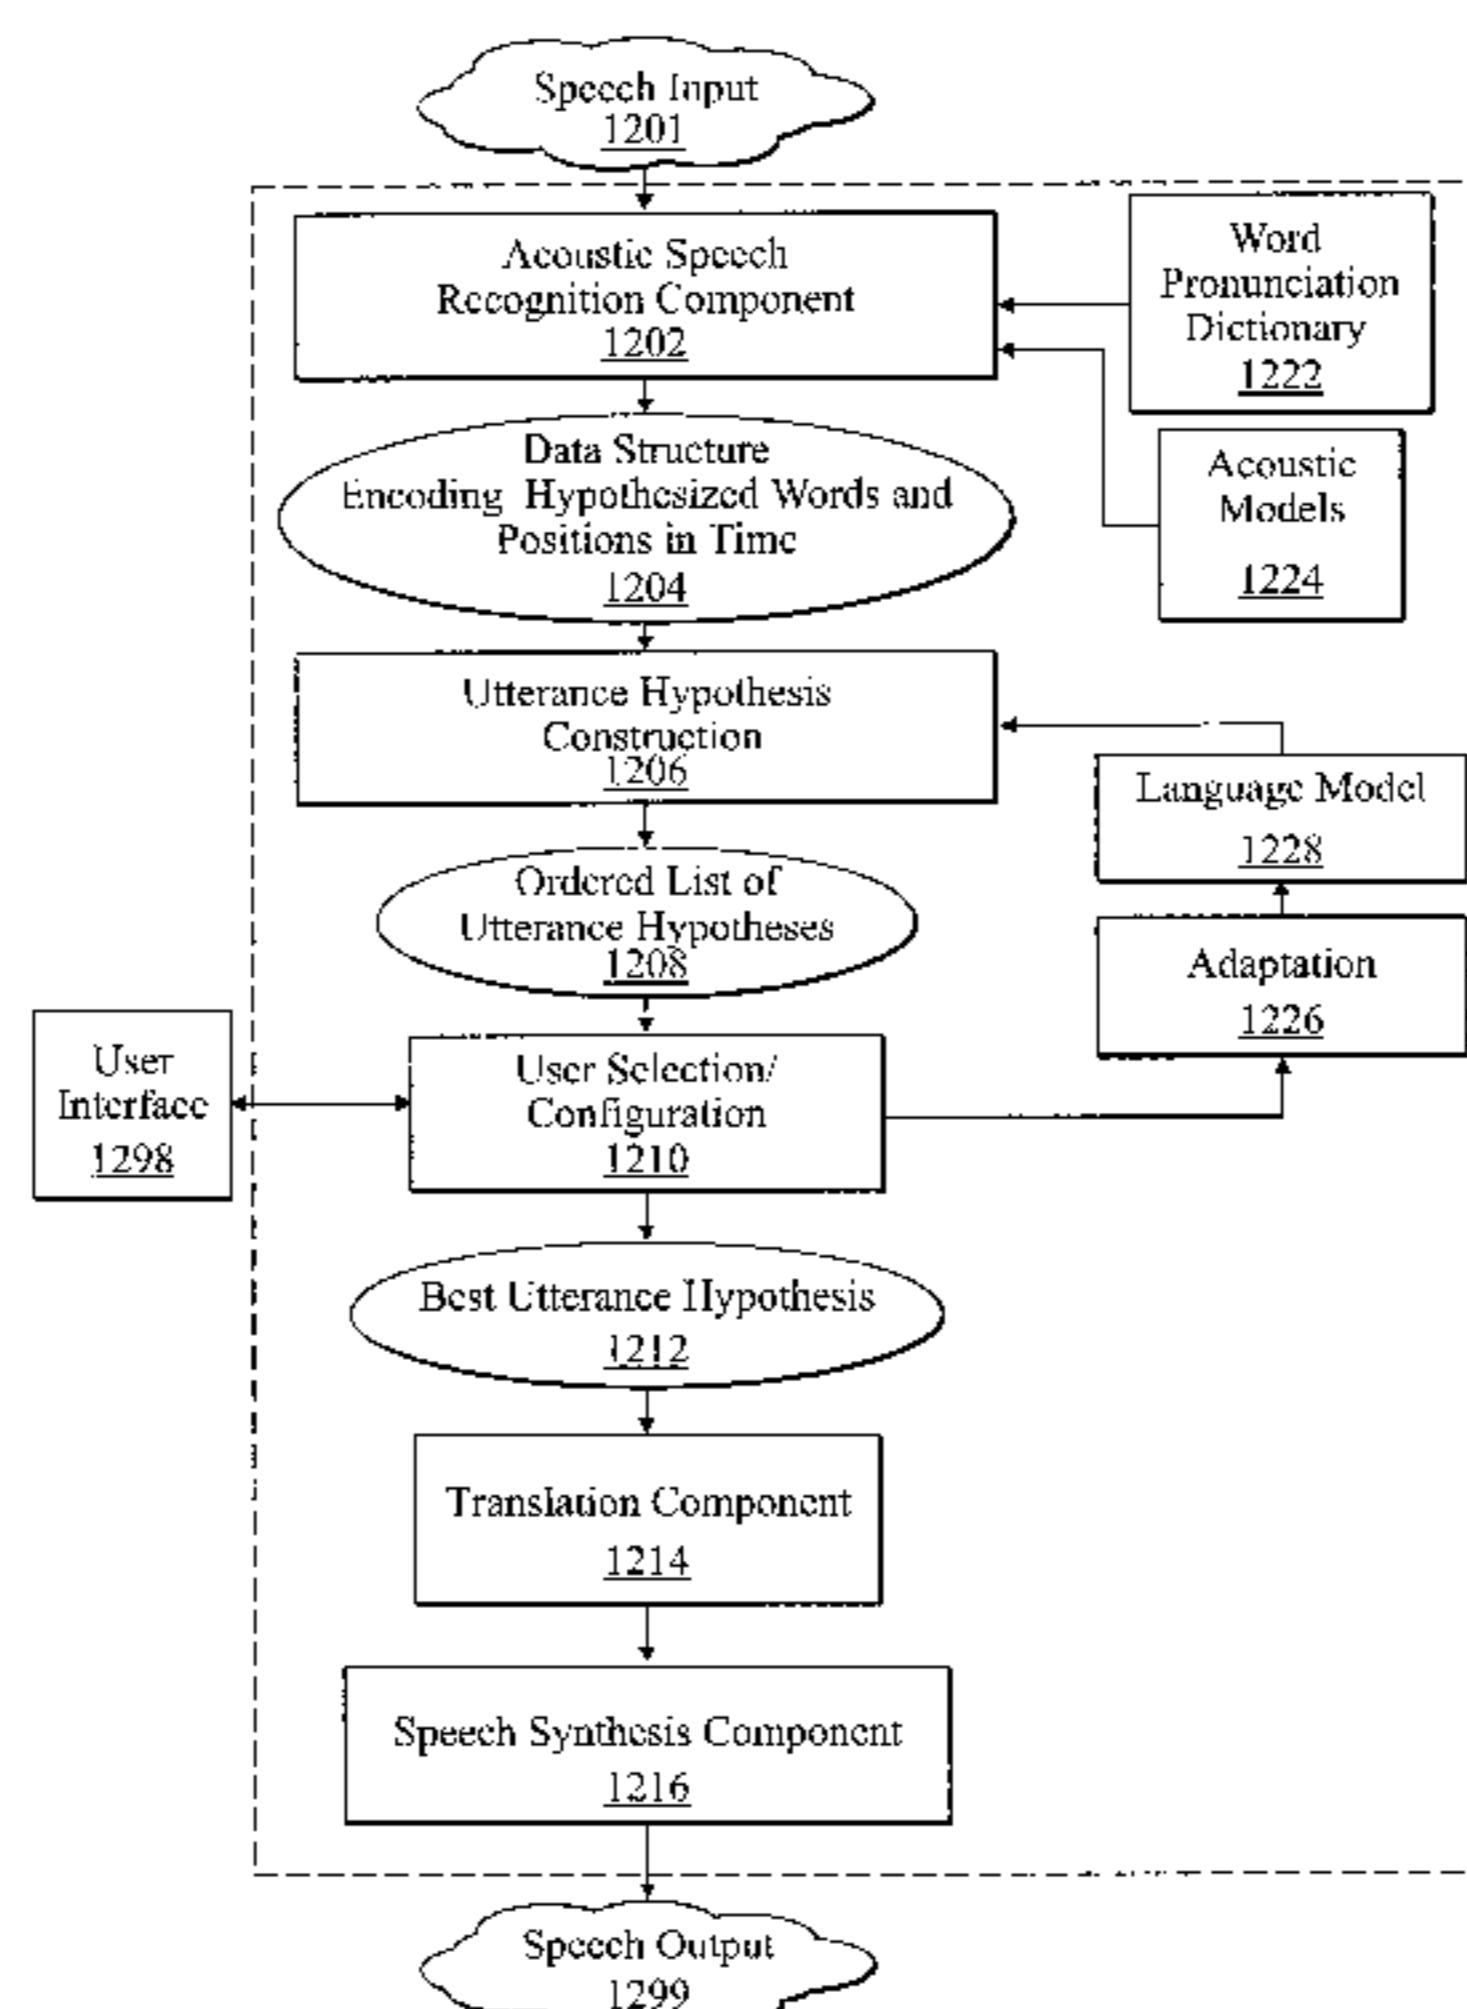 Speech Input
1201
Acoustic Speech
Recognition Component
1202
Word
Pronunciation
Dictionary
1222
Acoustic
Models
1224
Data Structure
Encoding Hypothesized Words and
Positions in Time
1204
Utterance Hypothesis
Construction
1206
Language Model
1228
Ordered List of
Utterance Hypotheses
1208
Adaptation
1226
User
Interface
1298
User Selection/
Configuration
1210
Best Utterance Hypothesis
1212
Translation Component
1214
Speech Synthesis Component
1216
Speech Output
1299